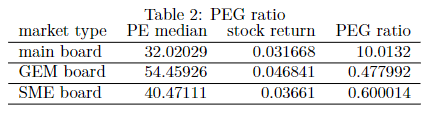 Table 2: PEG ratio
market type PE median stock return PEG ratio
main board 32.02029 0.031668 10.0132
GEM board 54.45926 0.046841 0.477992
SME board 40.47111 0.03661 0.600014